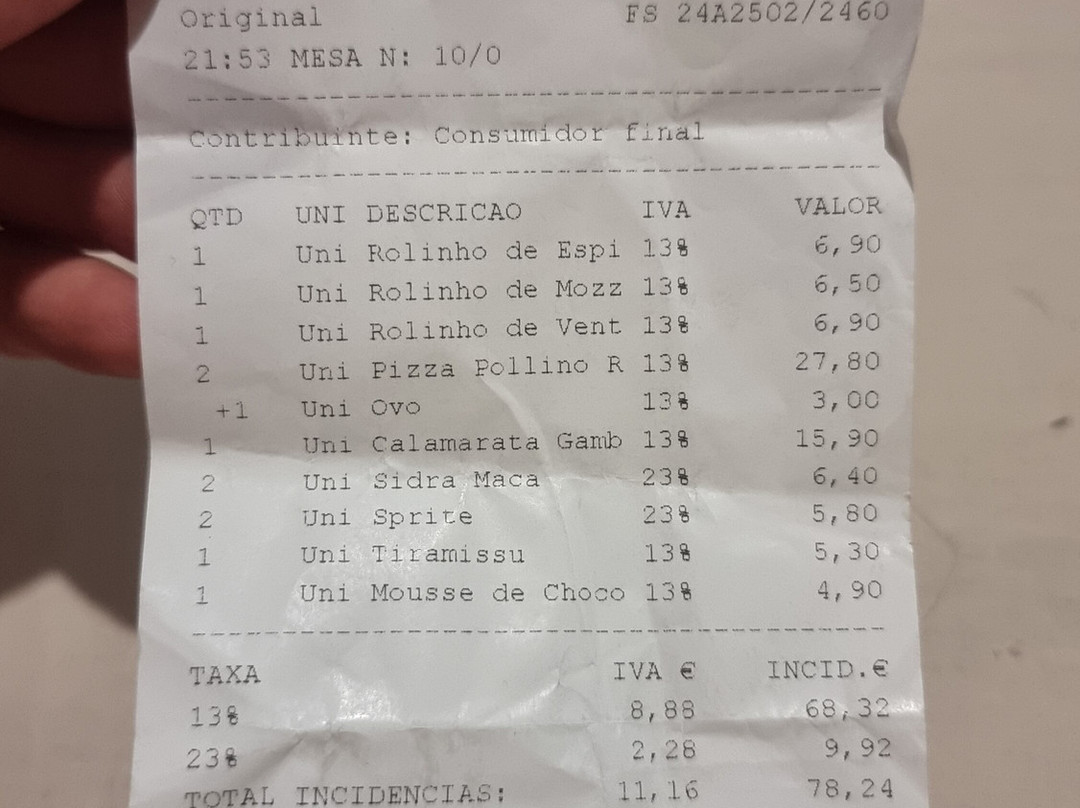 Original FS 24A2502/2460
21:53 MESA N: 10/0
Contribuinte: Consumidor final
QTD UNI DESCRICAO IVA VALOR
1 Uni Rolinho de Espi 13% 6,90
1 Uni Rolinho de Mozz 13% 6,50
1 Uni Rolinho de Vent 13% 6,90
2 Uni Pizza Pollino R 13% 27,80
+1 Uni Ovo 13% 3,00
1 Uni Calamarata Gamb 13% 15,90
2 Uni Sidra Maca 23% 6,40
2 Uni Sprite 23% 5,80
1 Uni Tiramissu 13% 5,30
1 Uni Mousse de Choco 13% 4,90
TAXA IVA € INCID.€
13% 8,88 68,32
23% 2,28 9,92
TOTAL INCIDENCIAS: 11,16 78,24